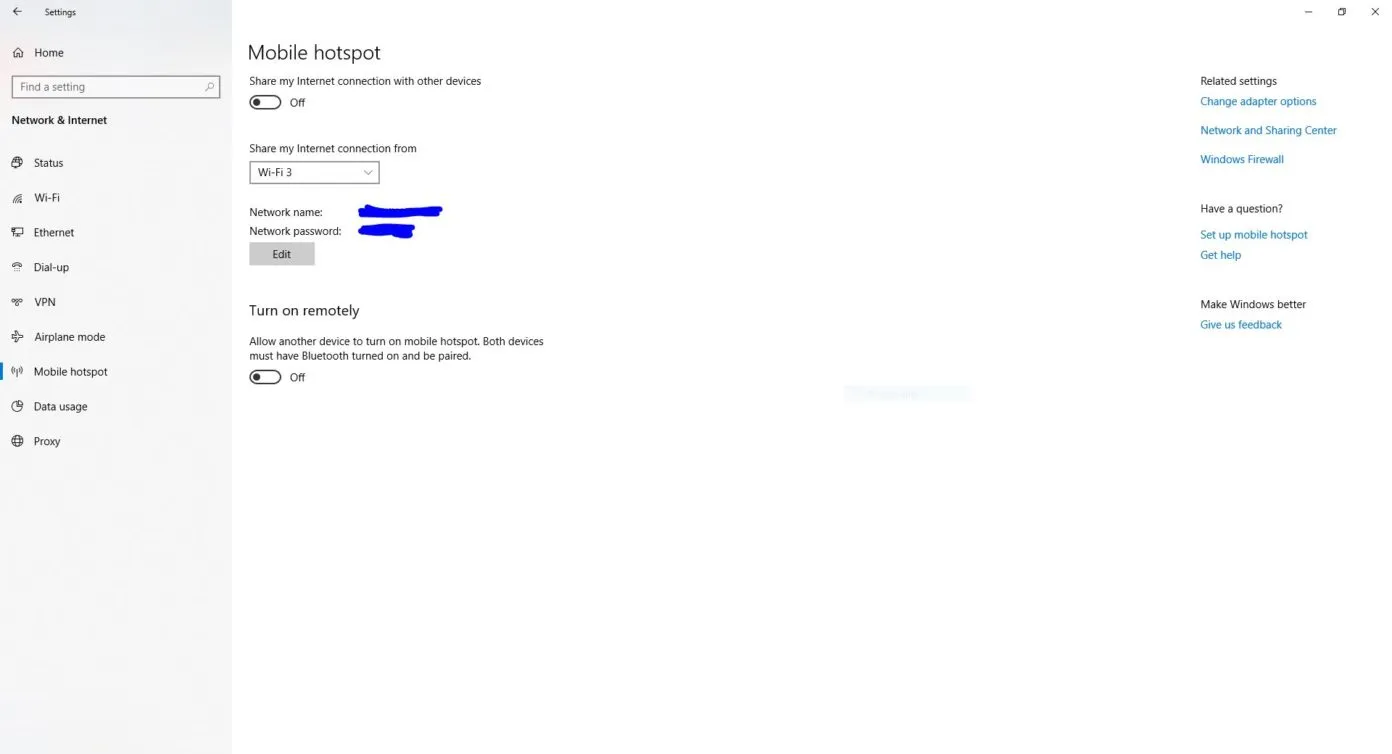 Settings
Home
Find a setting
Network & Internet
Status
Wi-Fi
Ethernet
Dial-up
VPN
Airplane mode
Mobile hotspot
Data usage
Proxy
Mobile hotspot
Share my Internet connection with other devices
Off
Share my Internet connection from
Wi-Fi 3
Network name:
Network password:
Edit
Turn on remotely
Allow another device to turn on mobile hotspot. Both devices
must have Bluetooth turned on and be paired.
Off
Related settings
Change adapter options
Network and Sharing Center
Windows Firewall
Have a question?
Set up mobile hotspot
Get help
Make Windows better
Give us feedback